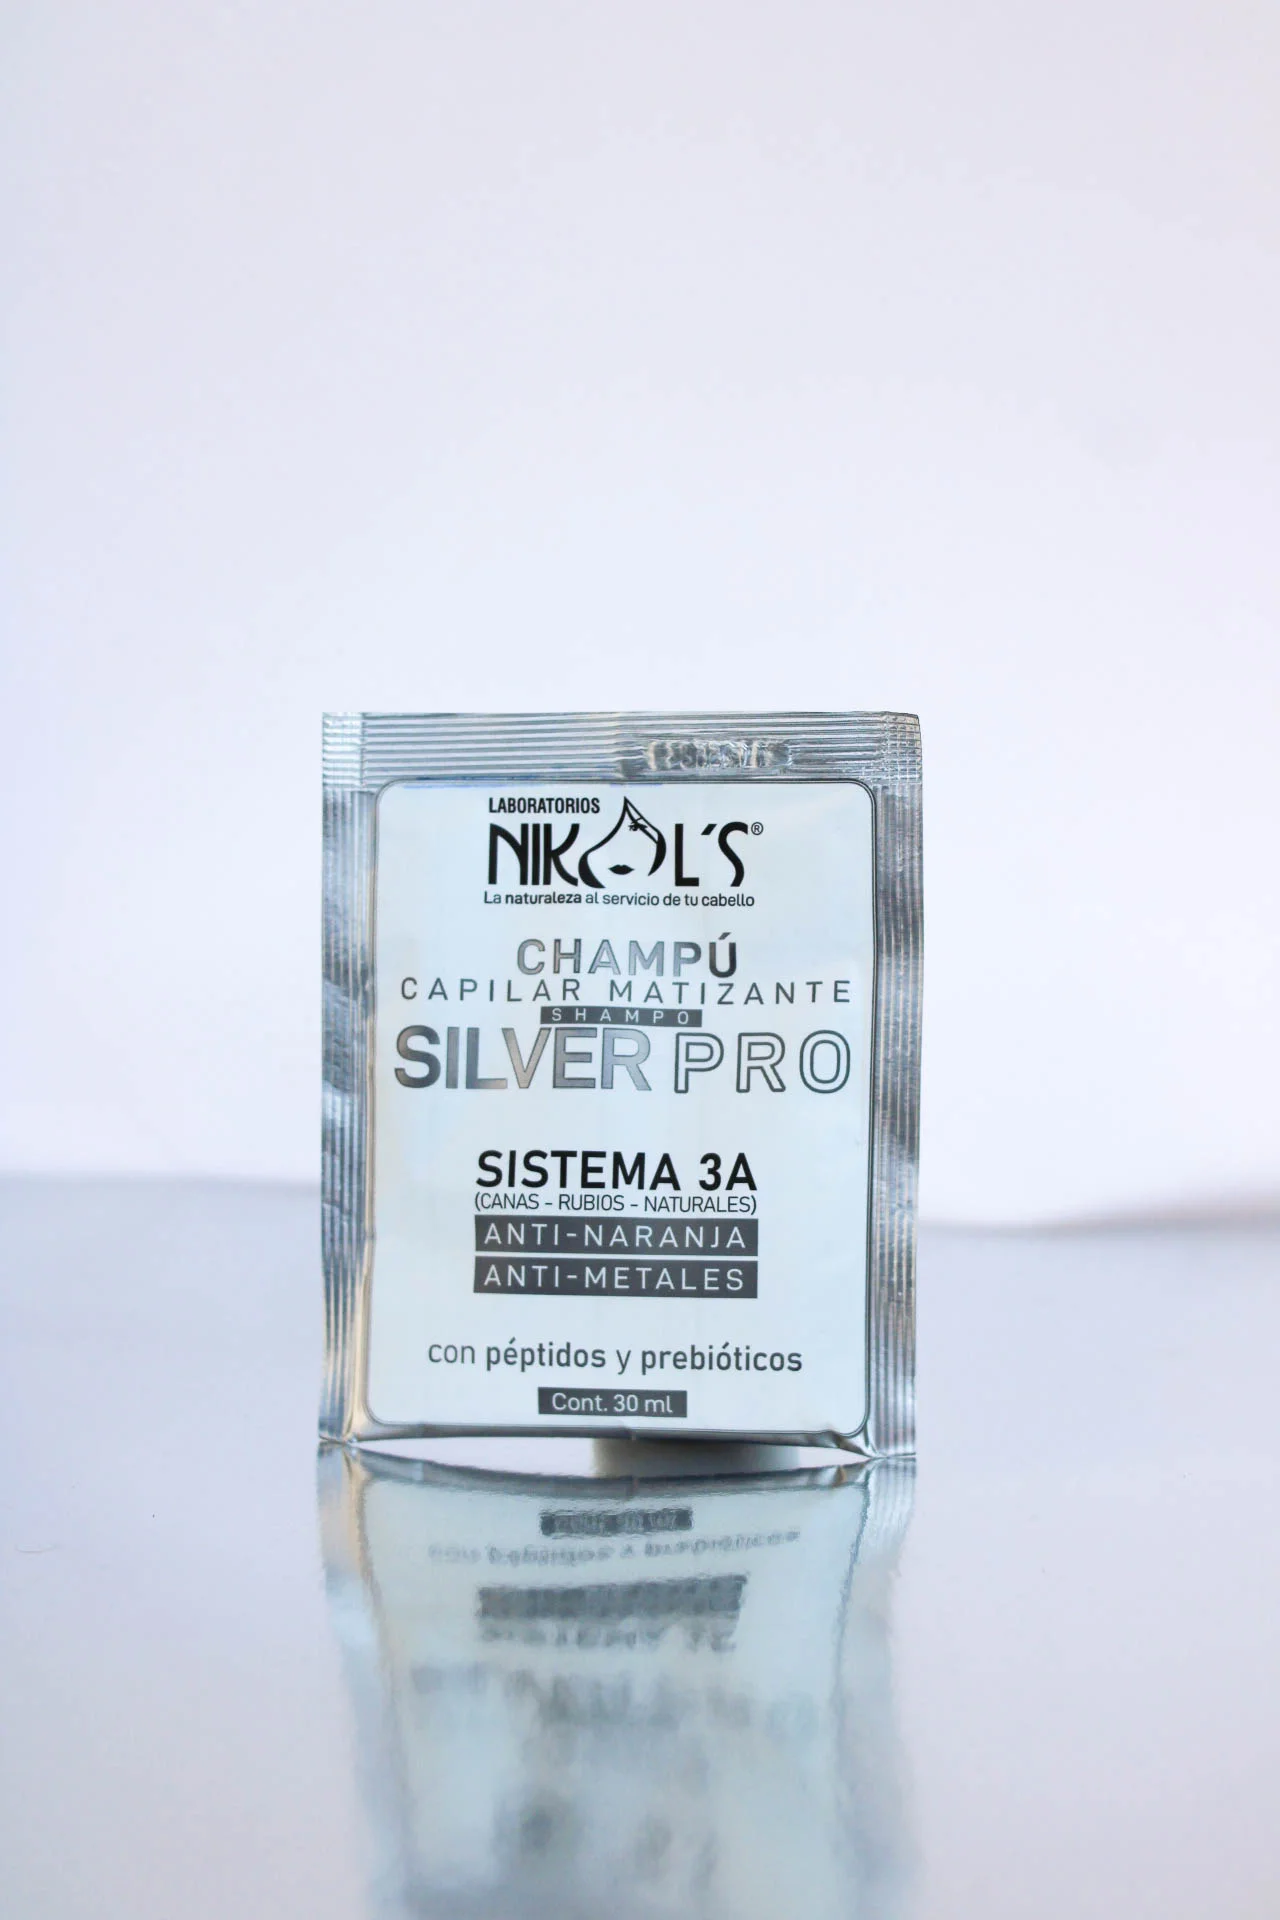 LABORATORIOS
NIKOL'S®
La naturaleza al servicio de tu cabello
CHAMPÚ
CAPILAR MATIZANTE
SHAMPO
SILVER PRO
SISTEMA 3A
(CANAS - RUBIOS - NATURALES)
ANTI-NARANJA
ANTI-METALES
con péptidos y prebióticos
Cont. 30 ml